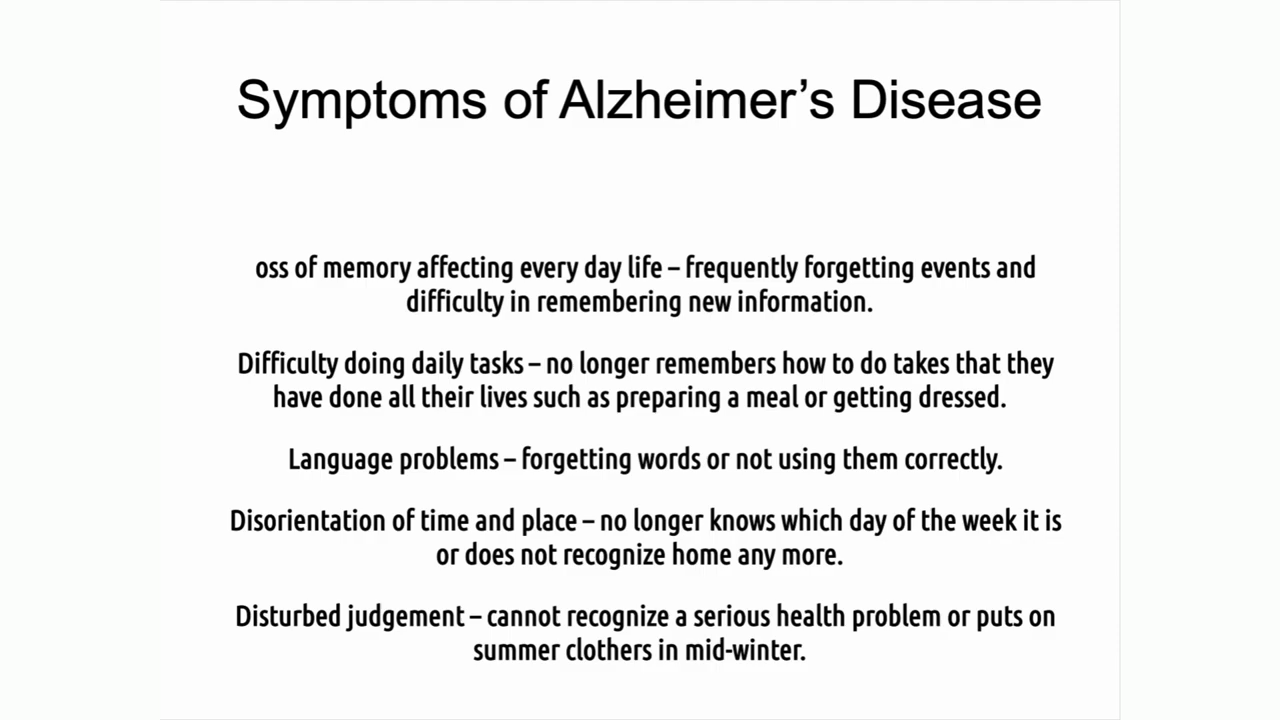 Symptoms of Alzheimer’s Disease
oss of memory affecting every day life – frequently forgetting events and
difficulty in remembering new information.
Difficulty doing daily tasks – no longer remembers how to do takes that they
have done all their lives such as preparing a meal or getting dressed.
Language problems – forgetting words or not using them correctly.
Disorientation of time and place – no longer knows which day of the week it is
or does not recognize home any more.
Disturbed judgement – cannot recognize a serious health problem or puts on
summer clothers in mid-winter.